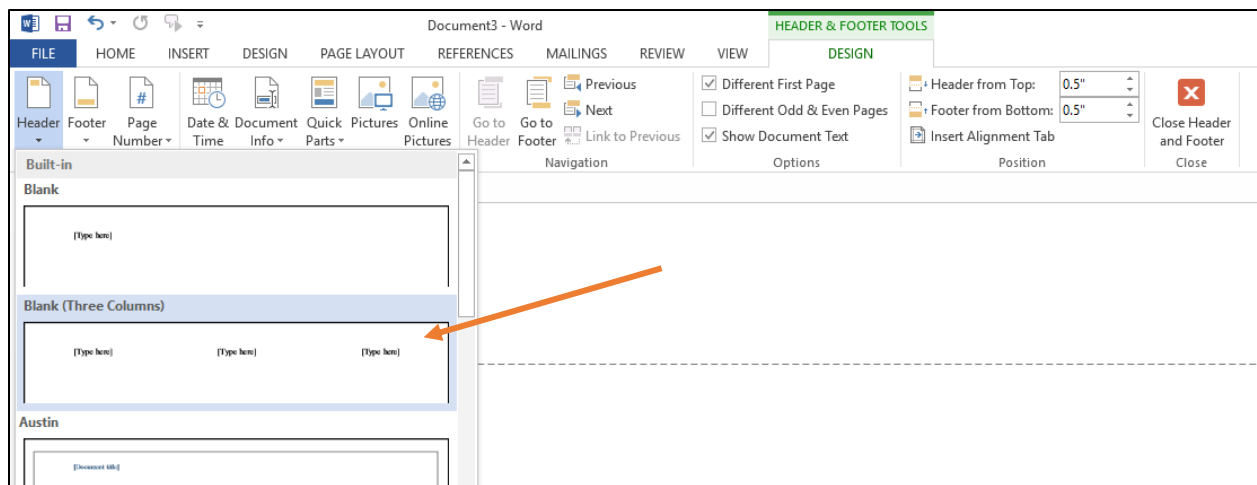 Document3 - Word
HEADER & FOOTER TOOLS
FILE HOME INSERT DESIGN PAGE LAYOUT REFERENCES MAILINGS REVIEW VIEW DESIGN
Header Footer Page Number Date & Time Document Info Quick Parts Pictures Online Pictures
Go to Header Go to Footer
Previous
Next
Link to Previous
Navigation
Different First Page
Different Odd & Even Pages
Show Document Text
Options
Header from Top: 0.5"
Footer from Bottom: 0.5"
Insert Alignment Tab
Position
Close Header and Footer
Close
Built-in
Blank
[Type here]
Blank (Three Columns)
[Type here] [Type here] [Type here]
Austin
[Document title]